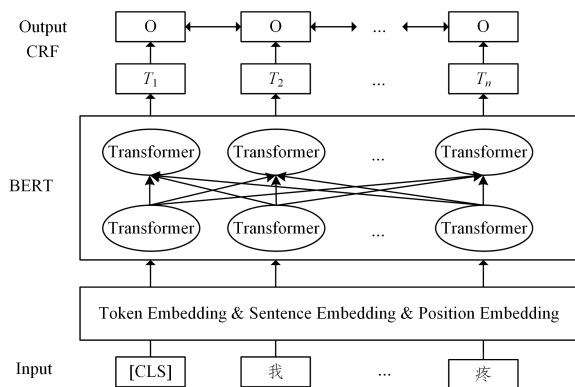 Output O O ... O
CRF
T1 T2 ... Tn
Transformer Transformer ... Transformer
BERT
Transformer Transformer ... Transformer
Token Embedding & Sentence Embedding & Position Embedding
Input [CLS] 我 ... 疼